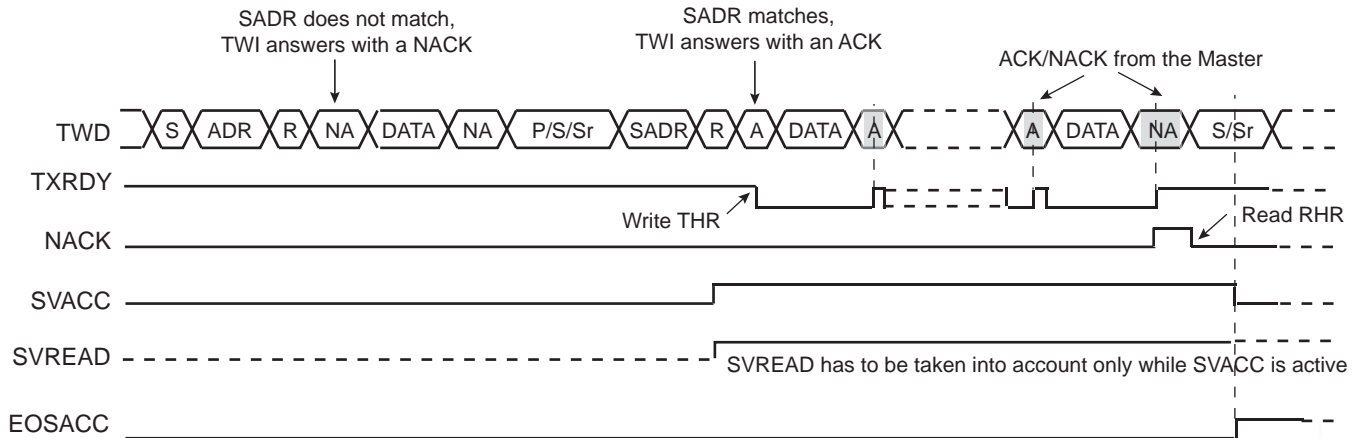 SADR does not match,
TWI answers with a NACK
SADR matches,
TWI answers with an ACK
ACK/NACK from the Master
TWD S ADR R NA DATA NA P/S/Sr SADR R A DATA A A DATA NA S/Sr
TXRDY
Write THR
Read RHR
NACK
SVACC
SVREAD
SVREAD has to be taken into account only while SVACC is active
EOSACC